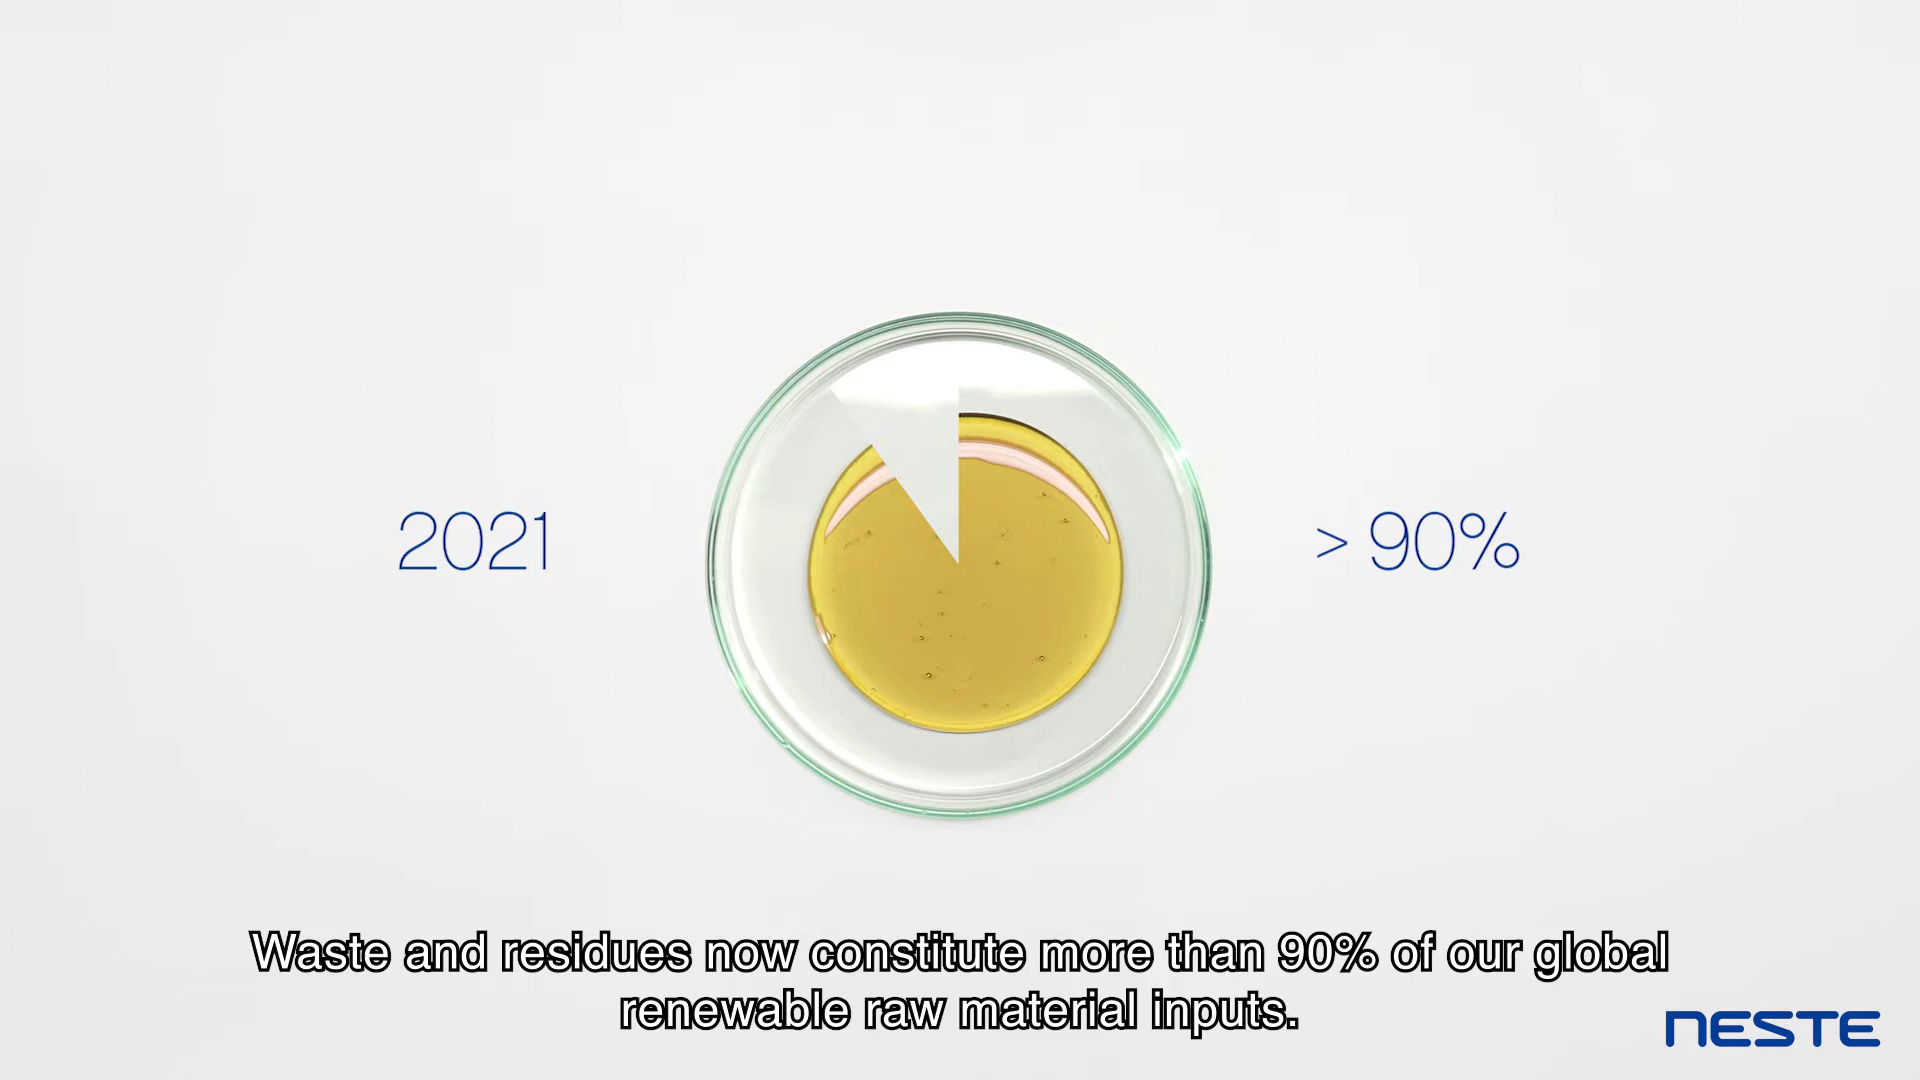 2021
> 90%
Waste and residues now constitute more than 90% of our global
renewable raw material inputs.
NESTE